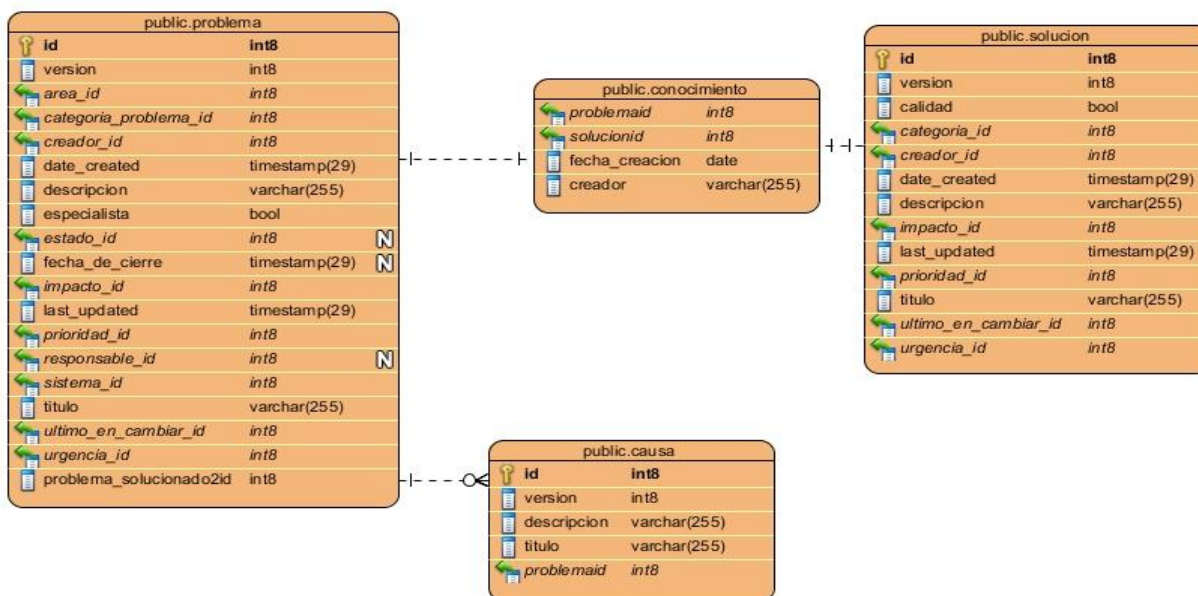 public.problema
id int8
version int8
area_id int8
categoria_problema_id int8
creador_id int8
date_created timestamp(29)
descripcion varchar(255)
especialista bool
estado_id int8 N
fecha_de_cierre timestamp(29) N
impacto_id int8
last_updated timestamp(29)
prioridad_id int8
responsable_id int8 N
sistema_id int8
titulo varchar(255)
ultimo_en_cambiar_id int8
urgencia_id int8
problema_solucionado2id int8
public.conocimiento
problemaid int8
solucionid int8
fecha_creacion date
creador varchar(255)
public.solucion
id int8
version int8
calidad bool
categoria_id int8
creador_id int8
date_created timestamp(29)
descripcion varchar(255)
impacto_id int8
last_updated timestamp(29)
prioridad_id int8
titulo varchar(255)
ultimo_en_cambiar_id int8
urgencia_id int8
public.causa
id int8
version int8
descripcion varchar(255)
titulo varchar(255)
problemaid int8